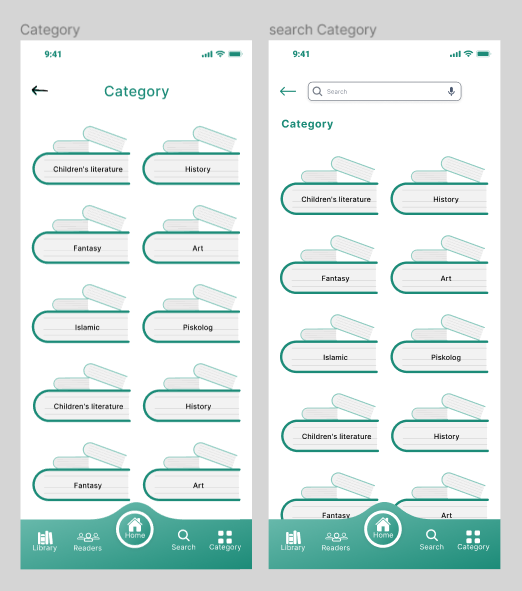 Category
9:41
Category
Children's literature
History
Fantasy
Art
Islamic
Piskolog
Children's literature
History
Fantasy
Art
Library
Readers
Home
Search
Category
search Category
9:41
Search
Category
Children's literature
History
Fantasy
Art
Islamic
Piskolog
Children's literature
History
Fantasy
Art
Library
Readers
Home
Search
Category